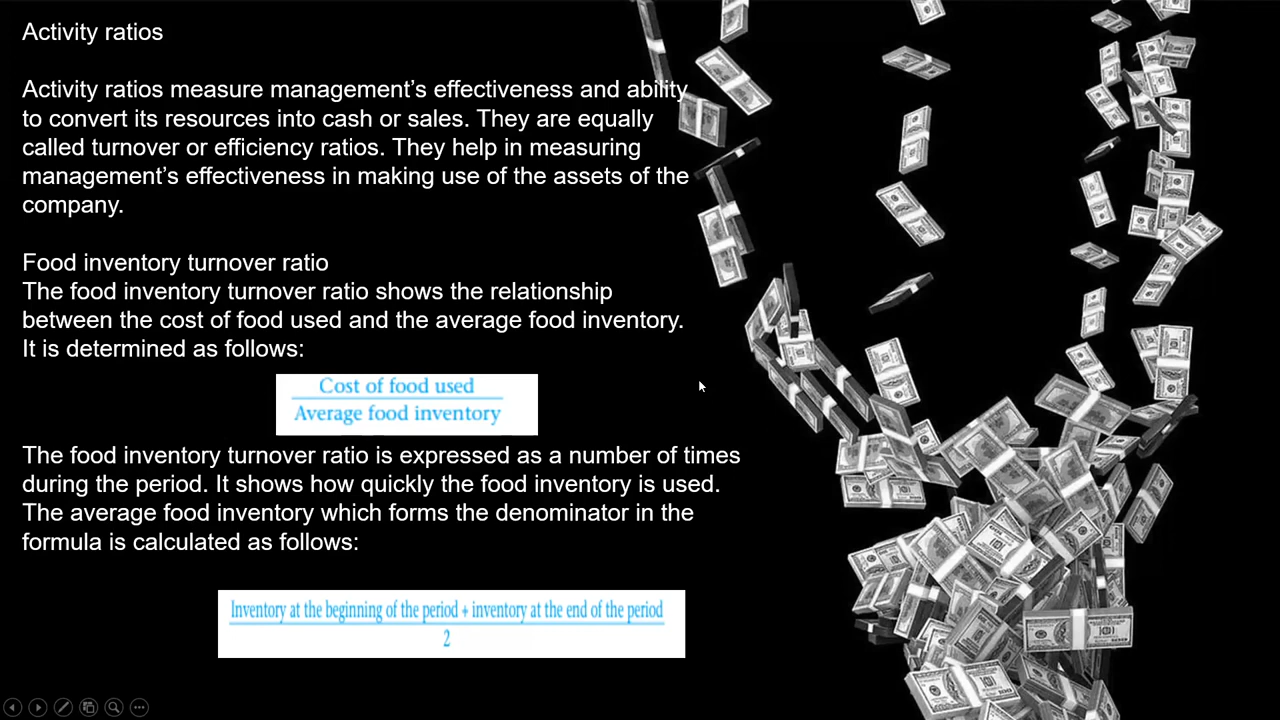 Activity ratios
Activity ratios measure management’s effectiveness and ability
to convert its resources into cash or sales. They are equally
called turnover or efficiency ratios. They help in measuring
management’s effectiveness in making use of the assets of the
company.
Food inventory turnover ratio
The food inventory turnover ratio shows the relationship
between the cost of food used and the average food inventory.
It is determined as follows:
Cost of food used
Average food inventory
The food inventory turnover ratio is expressed as a number of times
during the period. It shows how quickly the food inventory is used.
The average food inventory which forms the denominator in the
formula is calculated as follows:
Inventory at the beginning of the period + inventory at the end of the period
2